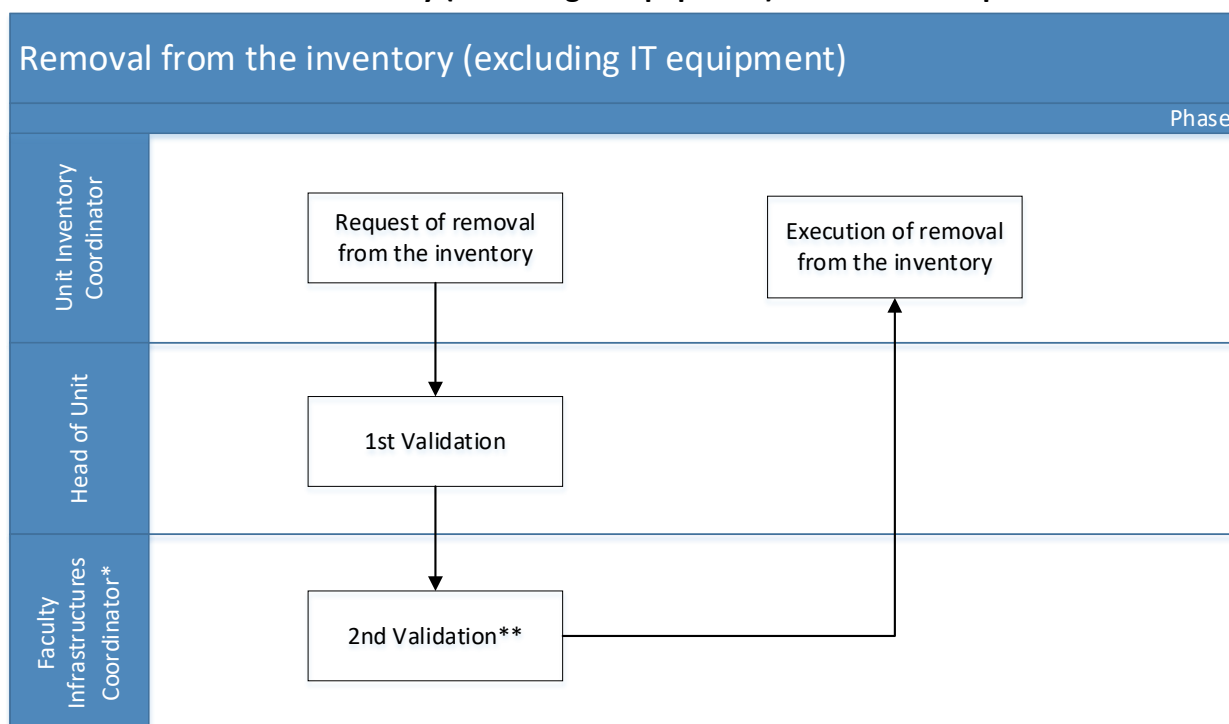 Removal from the inventory (excluding IT equipment)
Phase
Unit Inventory
Coordinator
Request of removal
from the inventory
Execution of removal
from the inventory
Head of Unit
1st Validation
Faculty
Infrastructures
Coordinator*
2nd Validation**